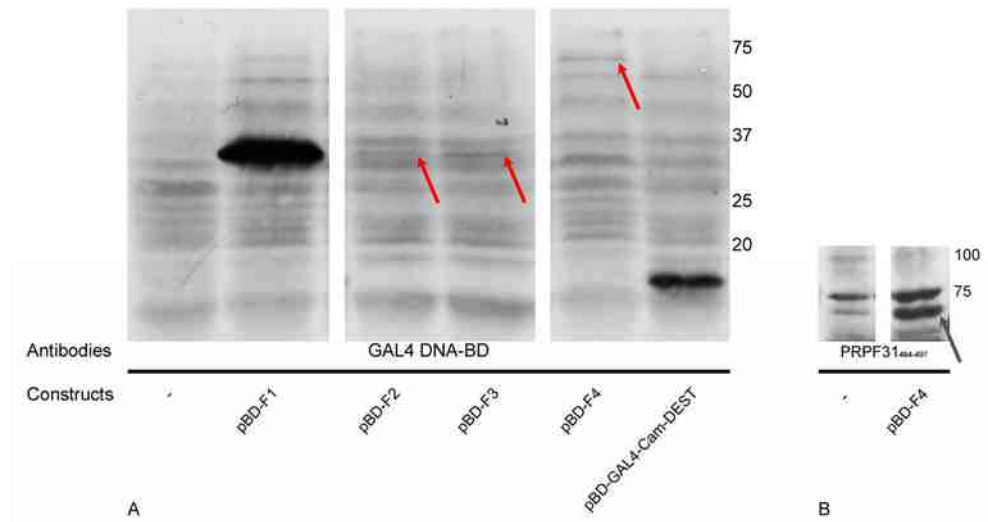 75
50
37
25
20
100
75
Antibodies GAL4 DNA-BD PRPF31484-497
Constructs - pBD-F1 pBD-F2 pBD-F3 pBD-F4 pBD-GAL4-Cam-DEST - pBD-F4
A B